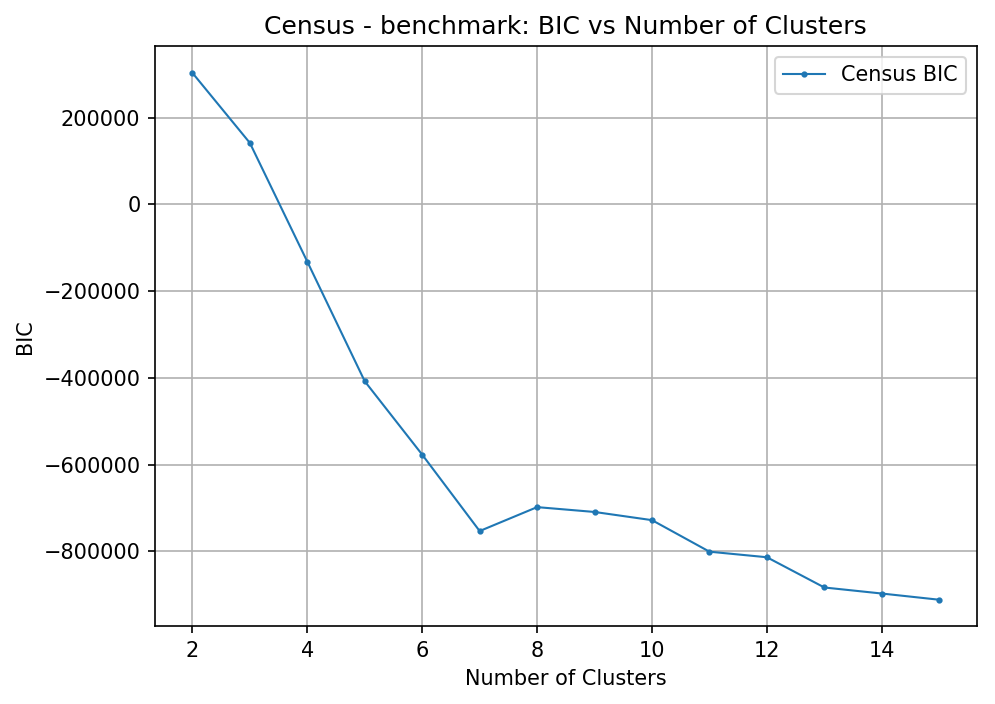 Census - benchmark: BIC vs Number of Clusters
Census BIC
200000
0
−200000
−400000
−600000
−800000
BIC
2 4 6 8 10 12 14
Number of Clusters